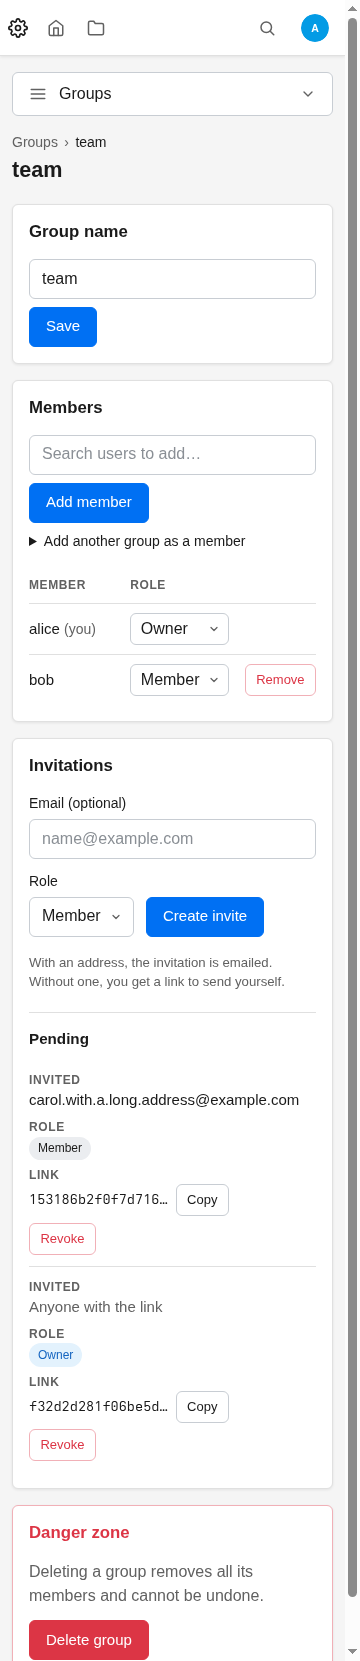 A
Groups
Groups › team
team
Group name
team
Save
Members
Search users to add…
Add member
Add another group as a member
MEMBER ROLE
alice (you) Owner
bob Member Remove
Invitations
Email (optional)
name@example.com
Role
Member Create invite
With an address, the invitation is emailed.
Without one, you get a link to send yourself.
Pending
INVITED
carol.with.a.long.address@example.com
ROLE
Member
LINK
153186b2f0f7d716… Copy
Revoke
INVITED
Anyone with the link
ROLE
Owner
LINK
f32d2d281f06be5d… Copy
Revoke
Danger zone
Deleting a group removes all its
members and cannot be undone.
Delete group